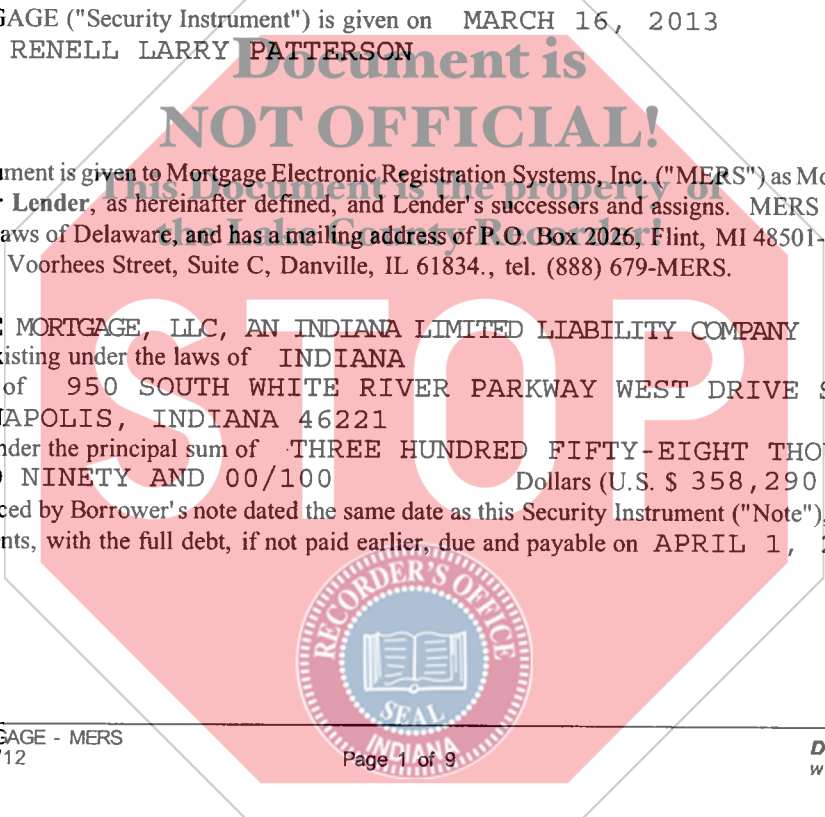 GAGE ("Security Instrument") is given on MARCH 16, 2013
RENELL LARRY PATTERSON
Document is
NOT OFFICIAL!
ment is given to Mortgage Electronic Registration Systems, Inc. ("MERS") as Mo
This Document is the property of
Lender, as hereinafter defined, and Lender's successors and assigns. MERS
the Lake County Recorder!
aws of Delaware, and has a mailing address of P.O. Box 2026, Flint, MI 48501-
Voorhees Street, Suite C, Danville, IL 61834., tel. (888) 679-MERS.
STOP
MORTGAGE, LLC, AN INDIANA LIMITED LIABILITY COMPANY
isting under the laws of INDIANA
of 950 SOUTH WHITE RIVER PARKWAY WEST DRIVE S
APOLIS, INDIANA 46221
nder the principal sum of THREE HUNDRED FIFTY-EIGHT THOU
NINETY AND 00/100 Dollars (U.S. $ 358,290
ced by Borrower's note dated the same date as this Security Instrument ("Note"),
nts, with the full debt, if not paid earlier, due and payable on APRIL 1, 2
RECORDER'S OFFICE
SEAL
INDIANA
GAGE - MERS
/12
Page 1 of 9
D
w